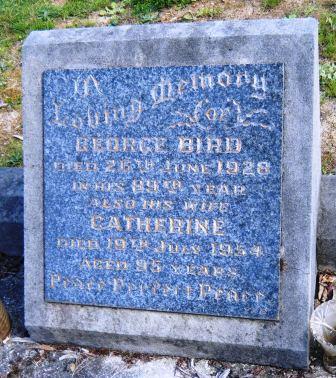 In
Loving Memory
(of)
GEORGE BIRD
DIED 26TH JUNE 1928
IN HIS 89TH YEAR
ALSO HIS WIFE
CATHERINE
DIED 19TH JULY 1954
AGED 95 YEARS
Peace Perfect Peace